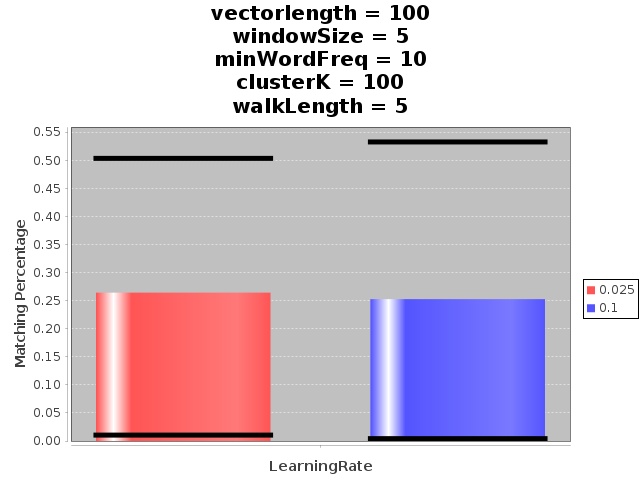 vectorlength = 100
windowSize = 5
minWordFreq = 10
clusterK = 100
walkLength = 5
0.55
0.50
0.45
0.40
0.35
0.30
0.25
0.20
0.15
0.10
0.05
0.00
Matching Percentage
LearningRate
0.025
0.1